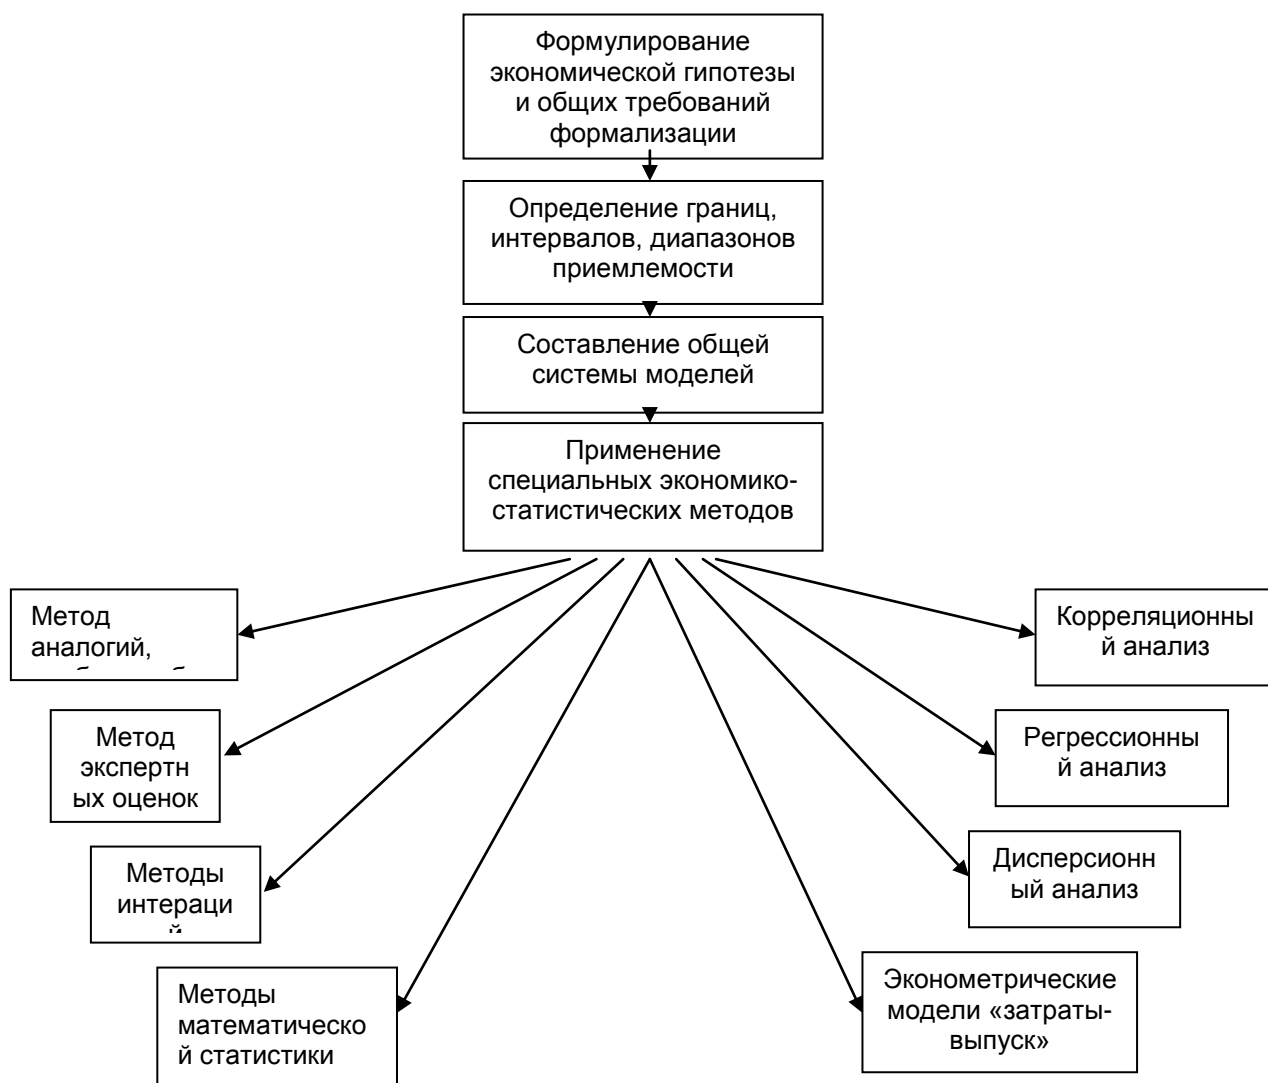 Формулирование
экономической гипотезы
и общих требований
формализации
Определение границ,
интервалов, диапазонов
приемлемости
Составление общей
системы моделей
Применение
специальных экономико-
статистических методов
Метод
аналогий,
Метод
экспертн
ых оценок
Методы
интераци
й
Методы
математическо
й статистики
Корреляционны
й анализ
Регрессионны
й анализ
Дисперсионн
ый анализ
Эконометрические
модели «затраты-
выпуск»